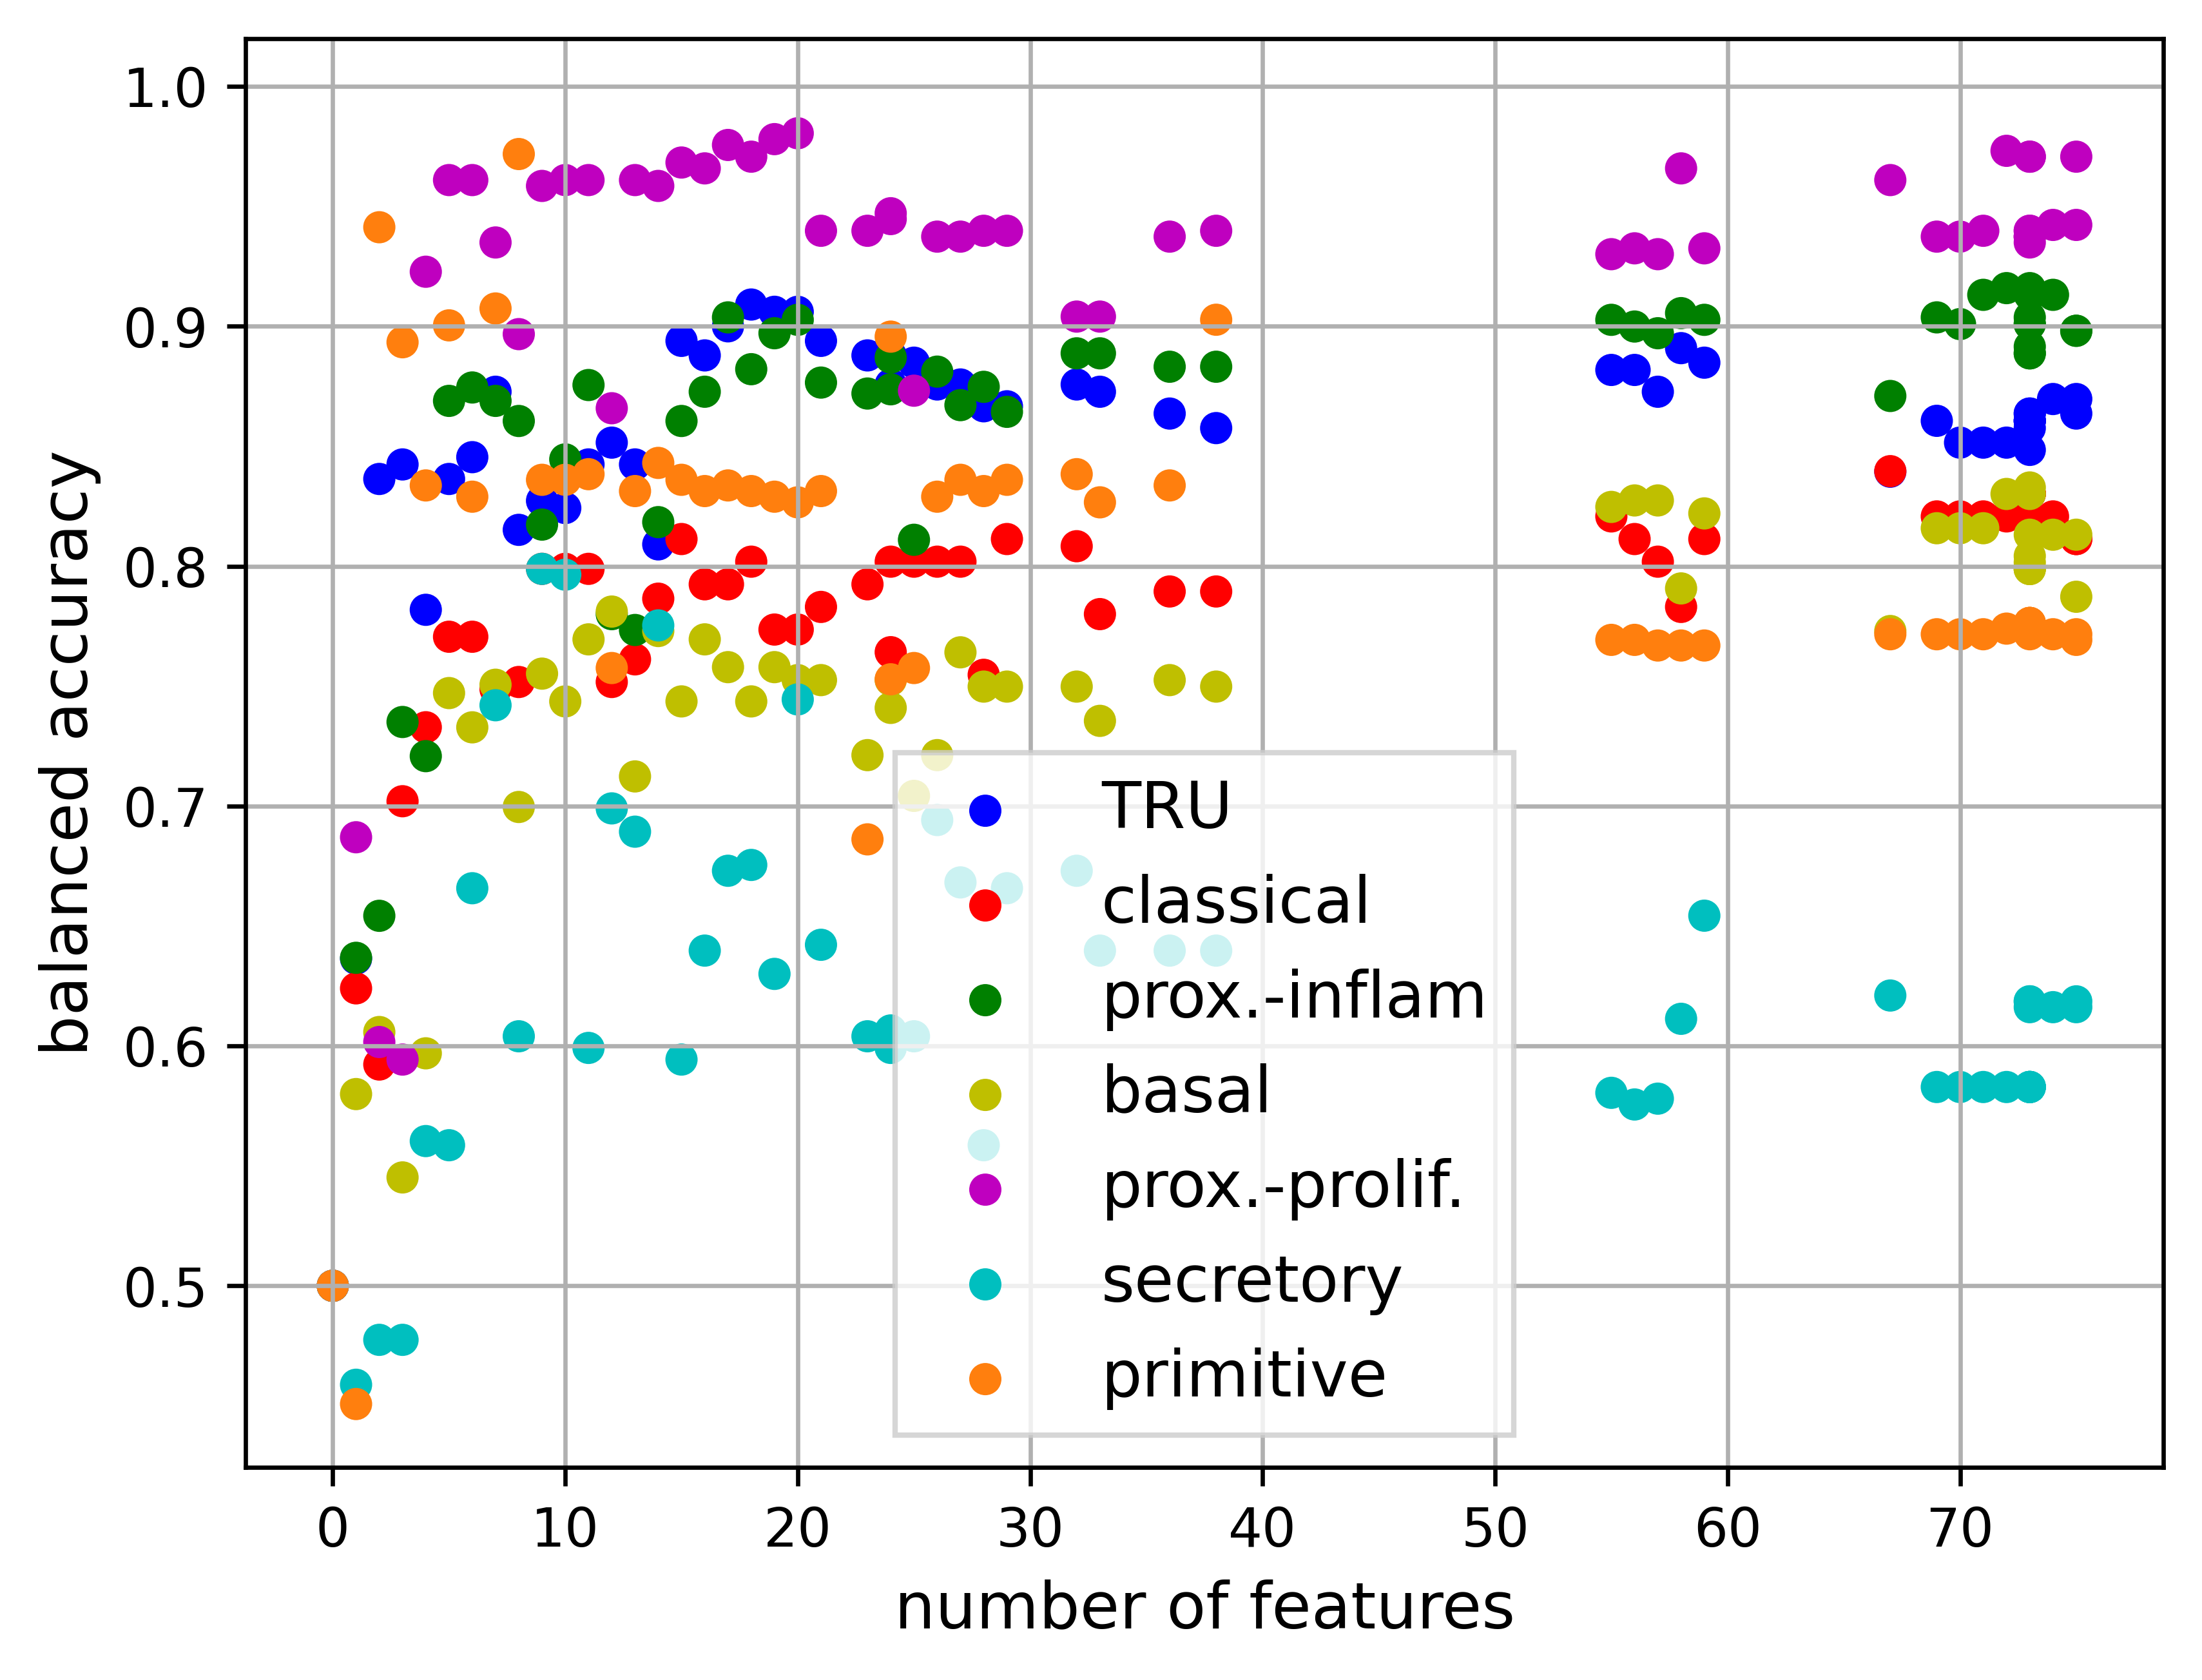 1.0
0.9
0.8
0.7
0.6
0.5
balanced accuracy
TRU
classical
prox.-inflam
basal
prox.-prolif.
secretory
primitive
0 10 20 30 40 50 60 70
number of features